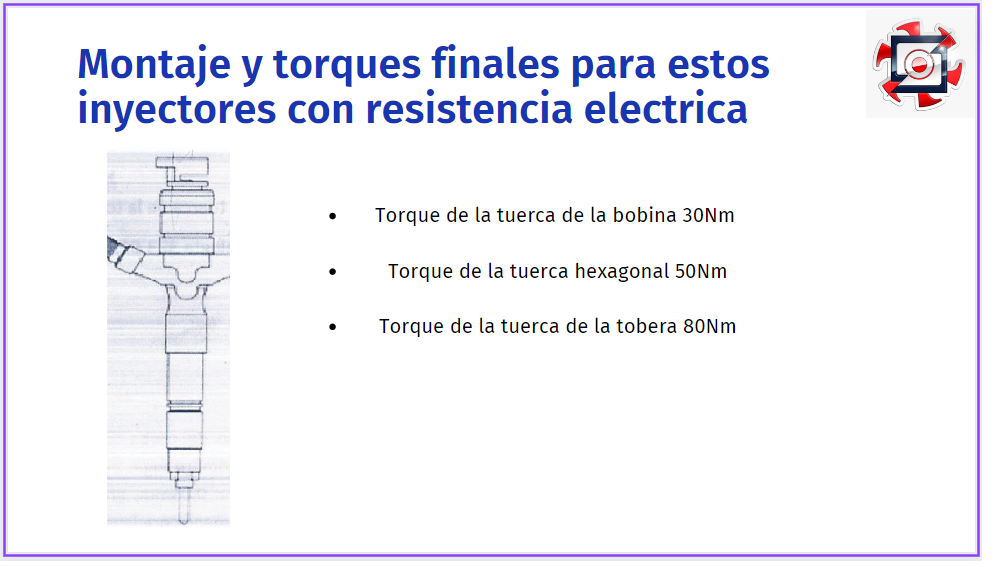 Montaje y torques finales para estos
inyectores con resistencia electrica
• Torque de la tuerca de la bobina 30Nm
• Torque de la tuerca hexagonal 50Nm
• Torque de la tuerca de la tobera 80Nm